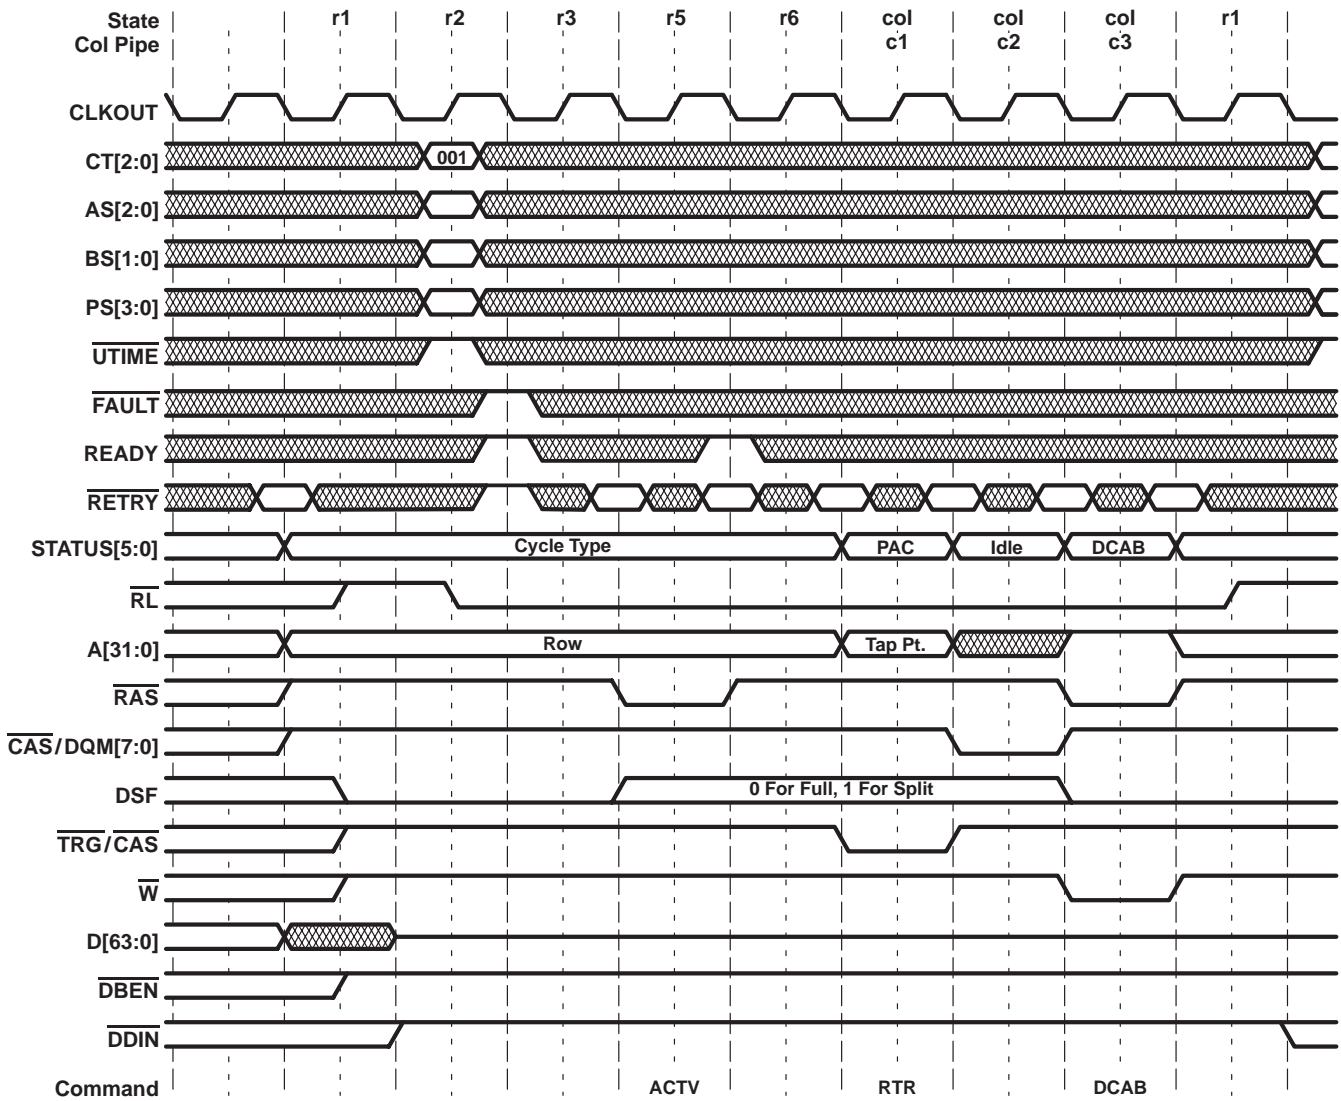 State r1 r2 r3 r5 r6 col col col r1
Col Pipe c1 c2 c3
CLKOUT
CT[2:0] 001
AS[2:0]
BS[1:0]
PS[3:0]
UTIME
FAULT
READY
RETRY
STATUS[5:0] Cycle Type PAC Idle DCAB
RL
A[31:0] Row Tap Pt.
RAS
CAS/DQM[7:0]
DSF 0 For Full, 1 For Split
TRG/CAS
W
D[63:0]
DBEN
DDIN
Command ACTV RTR DCAB